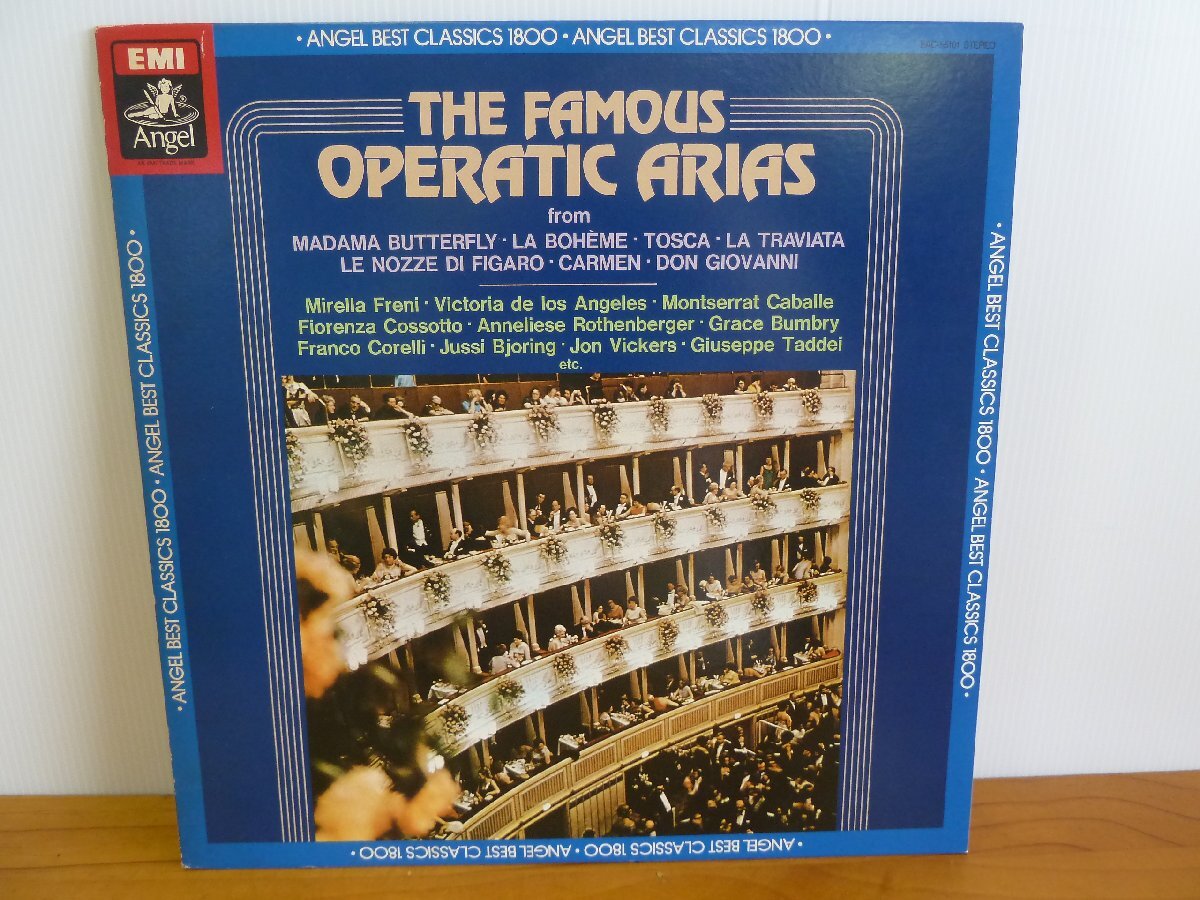 • ANGEL BEST CLASSICS 1800 • ANGEL BEST CLASSICS 1800 •
STEREO
EMI
Angel
THE FAMOUS
OPERATIC ARIAS
from
MADAMA BUTTERFLY · LA BOHÈME · TOSCA · LA TRAVIATA
LE NOZZE DI FIGARO · CARMEN · DON GIOVANNI
Mirella Freni · Victoria de los Angeles · Montserrat Caballe
Fiorenza Cossotto · Anneliese Rothenberger · Grace Bumbry
Franco Corelli · Jussi Bjoring · Jon Vickers · Giuseppe Taddei
etc.
• ANGEL BEST CLASSICS 1800 • ANGEL BEST CLASSICS 1800 •
• ANGEL BEST CLASSICS 1800 • ANGEL BEST CLASSICS 1800 •
• ANGEL BEST CLASSICS 1800 • ANGEL BEST CLASSICS 1800 •